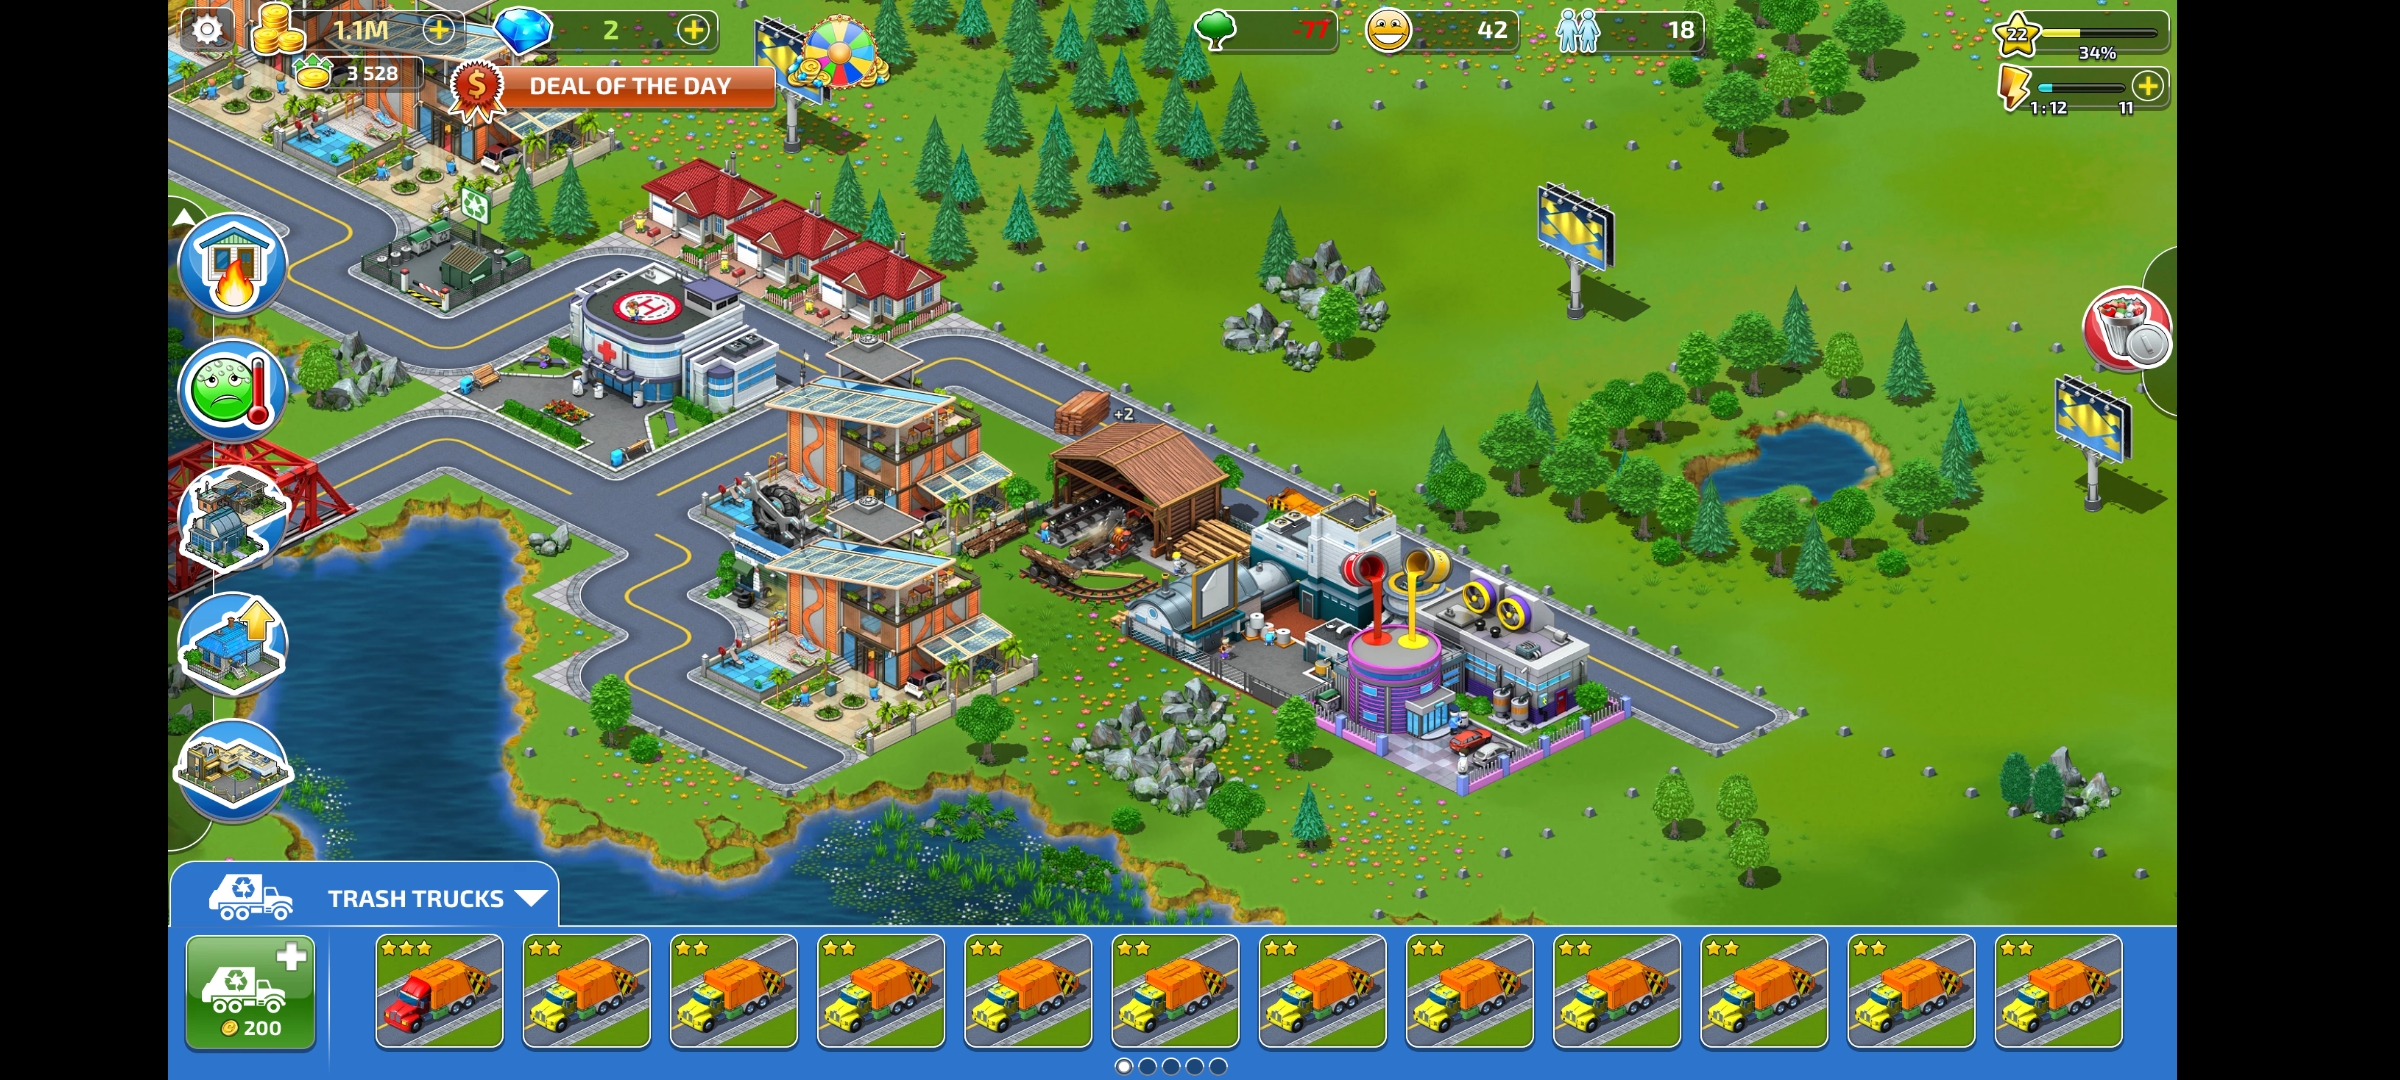 1.1M
2
-77
42
18
22
34%
3 528
DEAL OF THE DAY
1:12
11
H
+2
TRASH TRUCKS
200